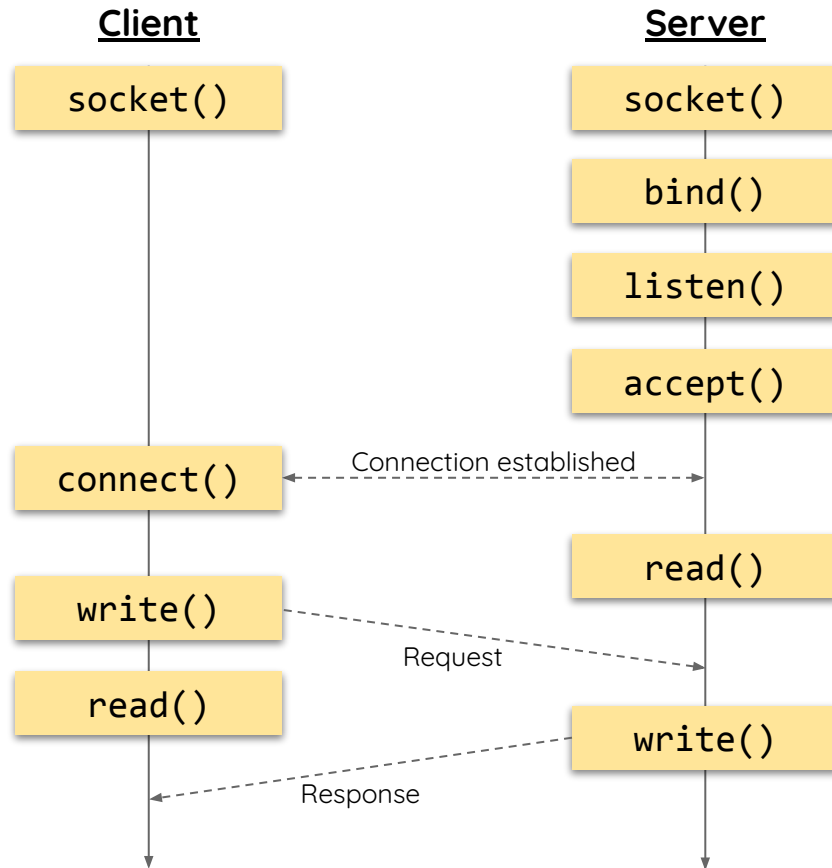 Client
Server
socket()
socket()
bind()
listen()
accept()
Connection established
connect()
read()
write()
Request
read()
write()
Response